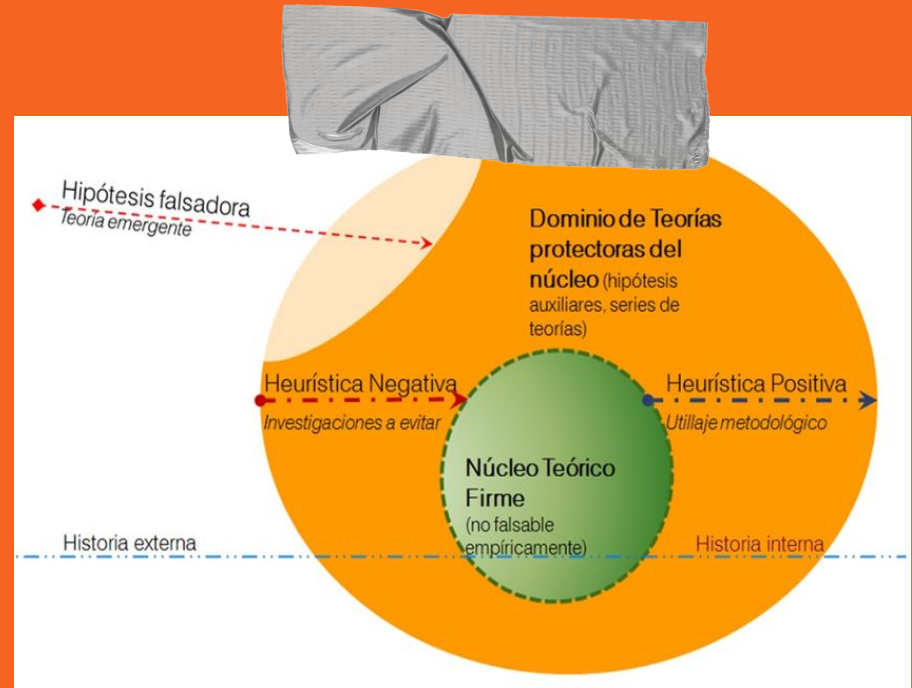 Hipótesis falsadora
Teoría emergente
Dominio de Teorías
protectoras del
núcleo (hipótesis
auxiliares, series de
teorías)
Heurística Negativa
Investigaciones a evitar
Heurística Positiva
Utillaje metodológico
Núcleo Teórico
Firme
(no falsable
empíricamente)
Historia externa
Historia interna